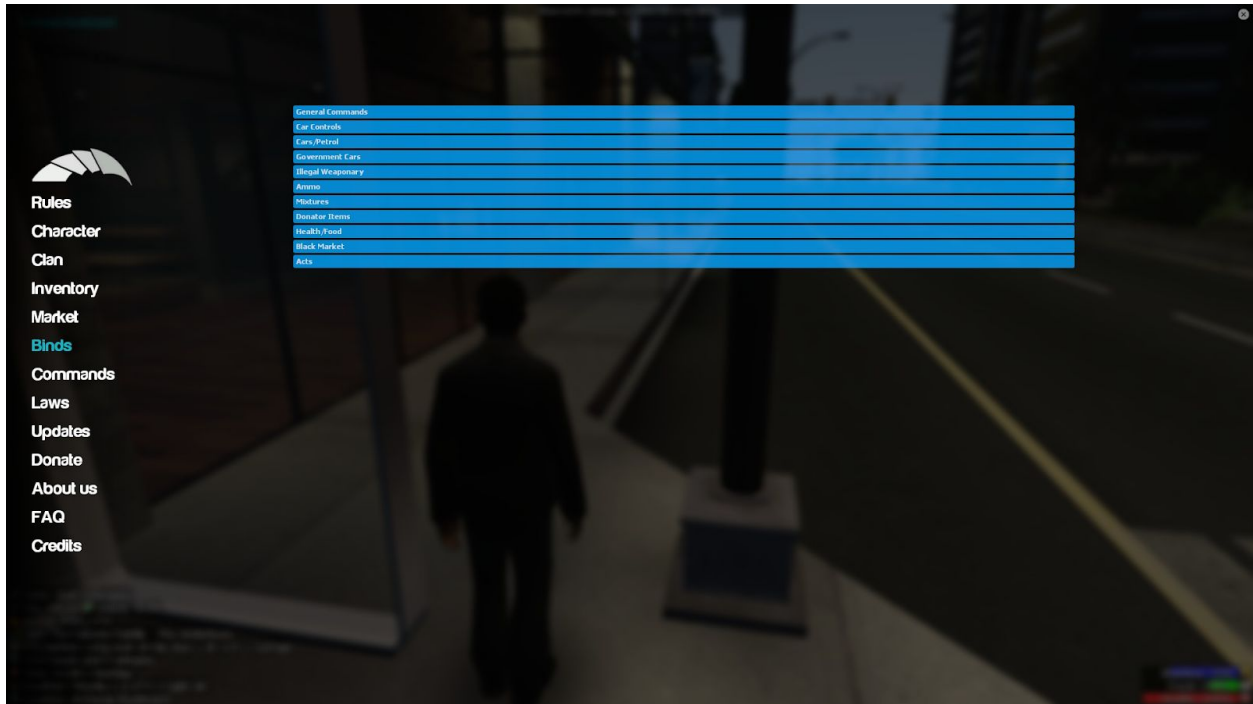 General Commands
Car Controls
Cars/Petrol
Government Cars
Illegal Weaponary
Ammo
Mixtures
Donator Items
Health/Food
Black Market
Acts
Rules
Character
Clan
Inventory
Market
Binds
Commands
Laws
Updates
Donate
About us
FAQ
Credits